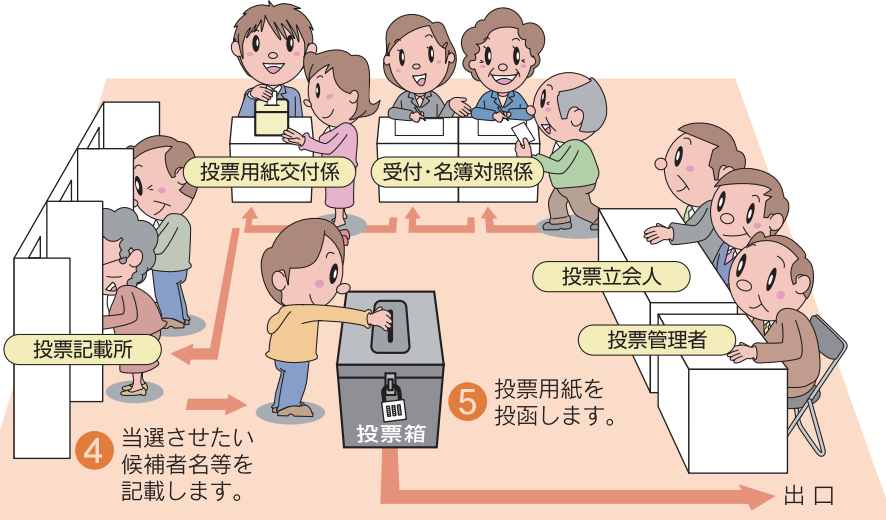 投票用紙交付係
受付・名簿対照係
投票立会人
投票管理者
投票記載所
4 当選させたい
候補者名等を
記載します。
投票箱
5 投票用紙を
投函します。
出口